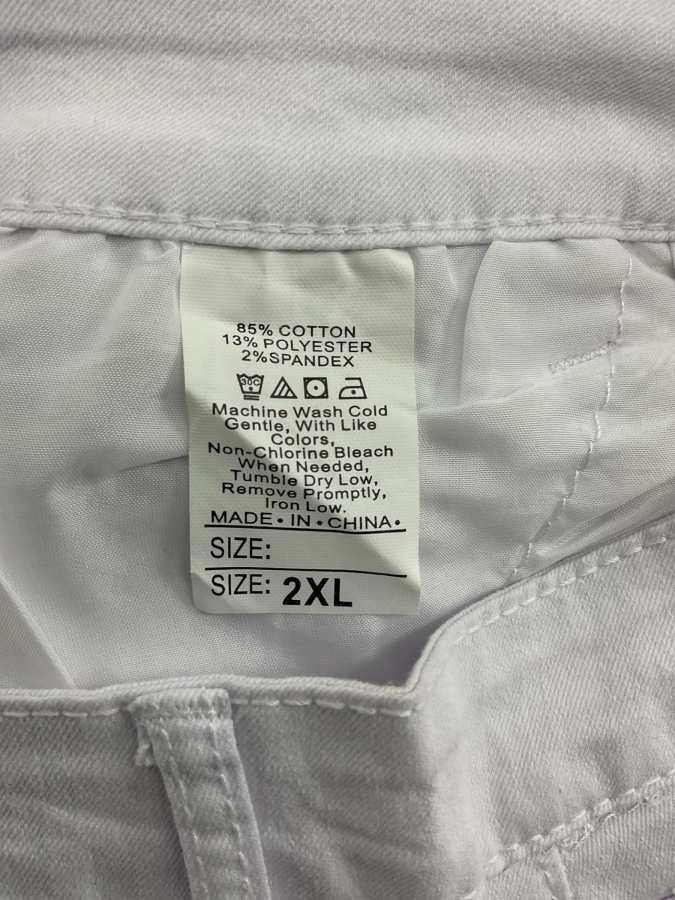 85% COTTON
13% POLYESTER
2%SPANDEX
30C
Machine Wash Cold
Gentle, With Like
Colors,
Non-Chlorine Bleach
When Needed,
Tumble Dry Low,
Remove Promptly,
Iron Low.
MADE•IN•CHINA•
SIZE:
SIZE: 2XL